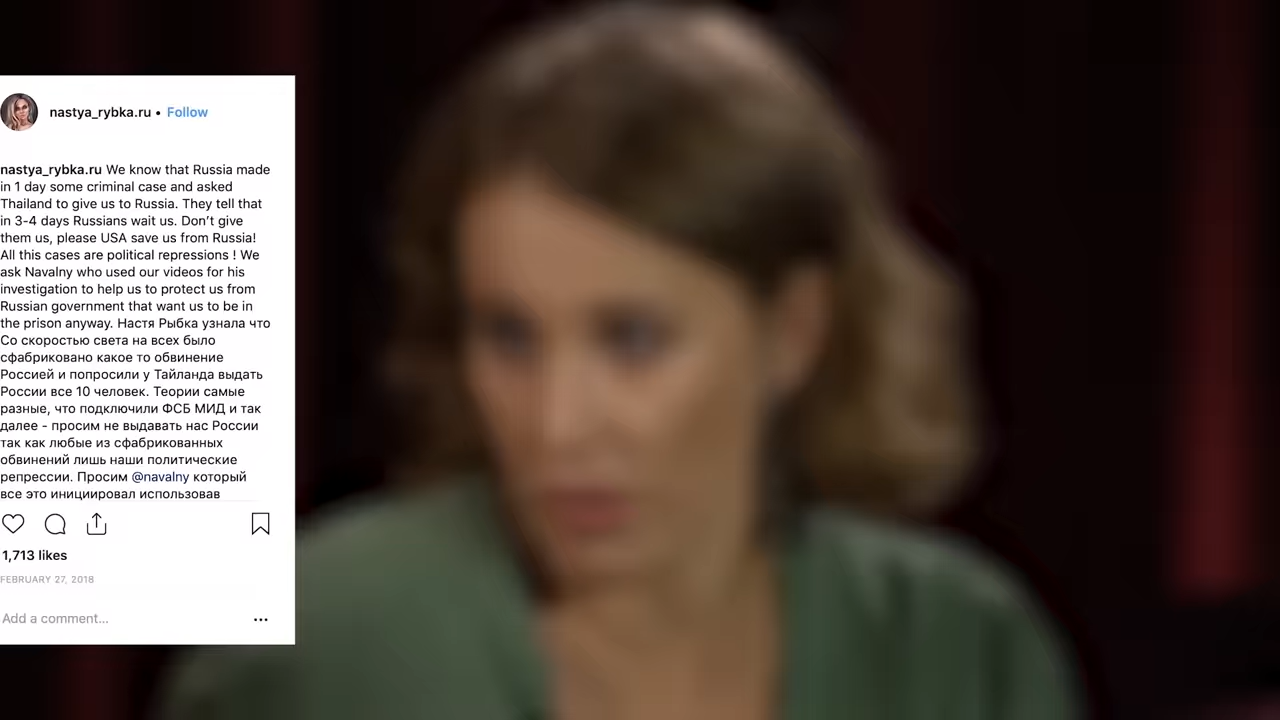 nastya_rybka.ru • Follow
nastya_rybka.ru We know that Russia made
in 1 day some criminal case and asked
Thailand to give us to Russia. They tell that
in 3-4 days Russians wait us. Don’t give
them us, please USA save us from Russia!
All this cases are political repressions ! We
ask Navalny who used our videos for his
investigation to help us to protect us from
Russian government that want us to be in
the prison anyway. Настя Рыбка узнала что
Со скоростью света на всех было
сфабриковано какое то обвинение
Россией и попросили у Тайланда выдать
России все 10 человек. Теории самые
разные, что подключили ФСБ МИД и так
далее - просим не выдавать нас России
так как любые из сфабрикованных
обвинений лишь наши политические
репрессии. Просим @navalny который
все это инициировал использовав
1,713 likes
FEBRUARY 27, 2018
Add a comment...